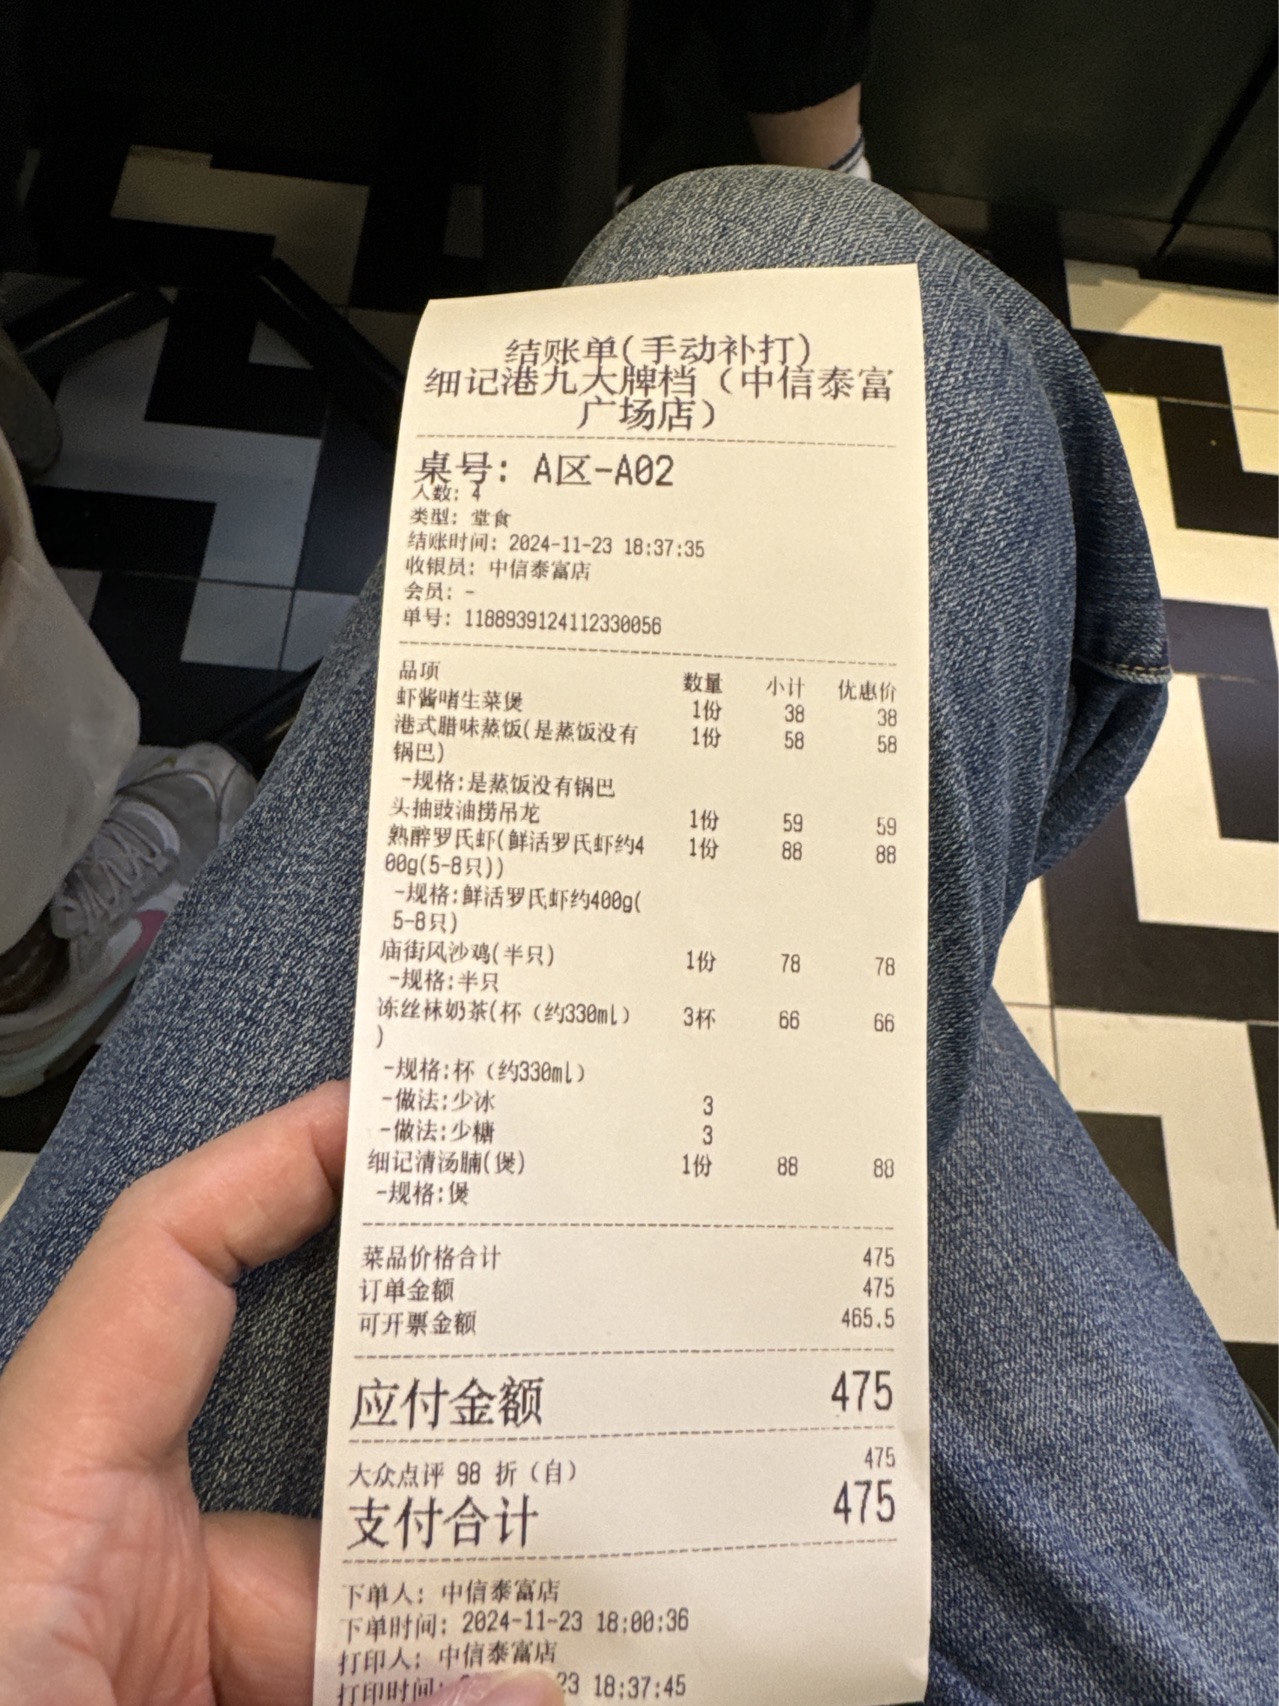 结账单(手动补打)
细记港九大牌档（中信泰富
广场店）
桌号: A区-A02
人数: 4
类型: 堂食
结账时间: 2024-11-23 18:37:35
收银员: 中信泰富店
会员: -
单号: 1188939124112330056
品项 数量 小计 优惠价
虾酱啫生菜煲 1份 38 38
港式腊味蒸饭(是蒸饭没有 1份 58 58
锅巴)
-规格:是蒸饭没有锅巴
头抽豉油捞吊龙 1份 59 59
熟醉罗氏虾(鲜活罗氏虾约4 1份 88 88
00g(5-8只))
-规格:鲜活罗氏虾约400g(
5-8只)
庙街风沙鸡(半只) 1份 78 78
-规格:半只
冻丝袜奶茶(杯（约330ml） 3杯 66 66
)
-规格:杯（约330ml）
-做法:少冰 3
-做法:少糖 3
细记清汤腩(煲) 1份 88 88
-规格:煲
菜品价格合计 475
订单金额 475
可开票金额 465.5
应付金额 475
大众点评 98 折（自） 475
支付合计 475
下单人: 中信泰富店
下单时间: 2024-11-23 18:00:36
打印人: 中信泰富店
打印时间: 23 18:37:45